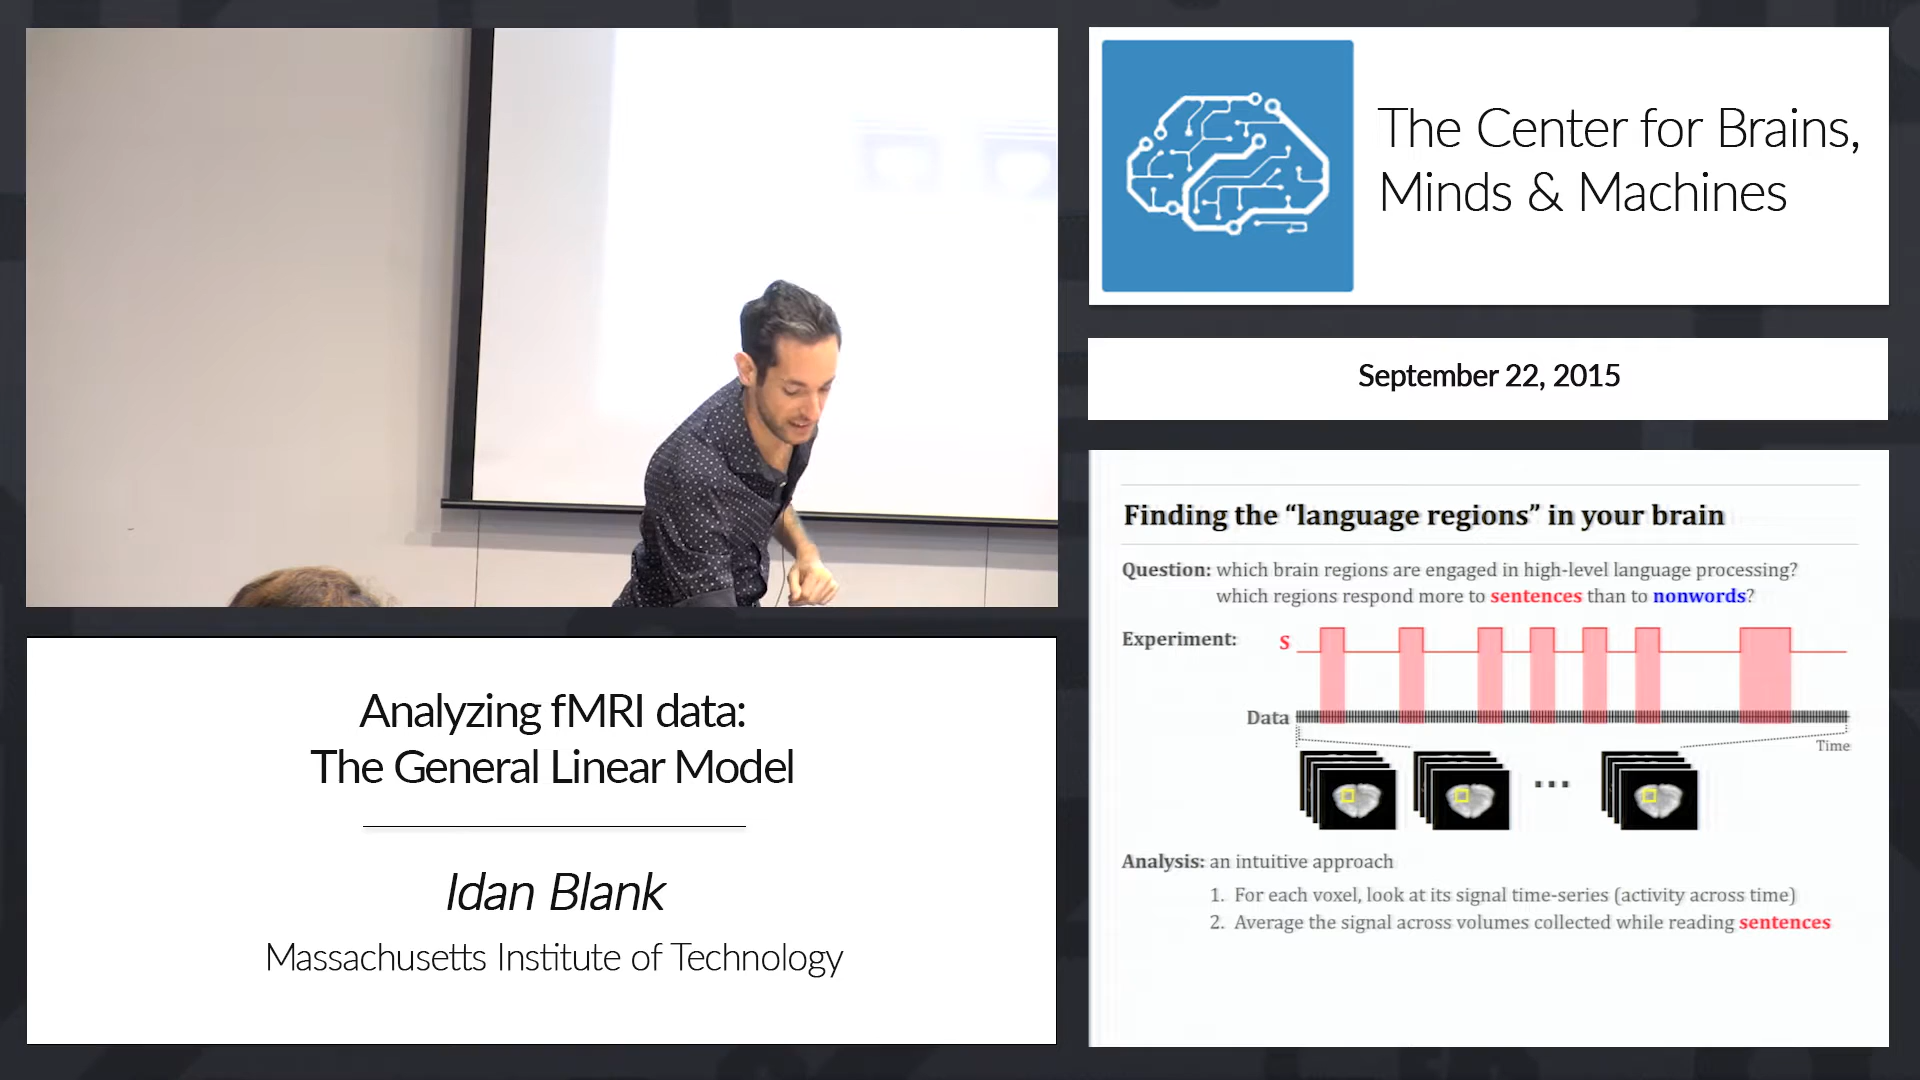 The Center for Brains,
Minds & Machines
September 22, 2015
Analyzing fMRI data:
The General Linear Model
Idan Blank
Massachusetts Institute of Technology
Finding the “language regions” in your brain
Question: which brain regions are engaged in high-level language processing?
which regions respond more to sentences than to nonwords?
Experiment: S
Data
Time
...
Analysis: an intuitive approach
1. For each voxel, look at its signal time-series (activity across time)
2. Average the signal across volumes collected while reading sentences